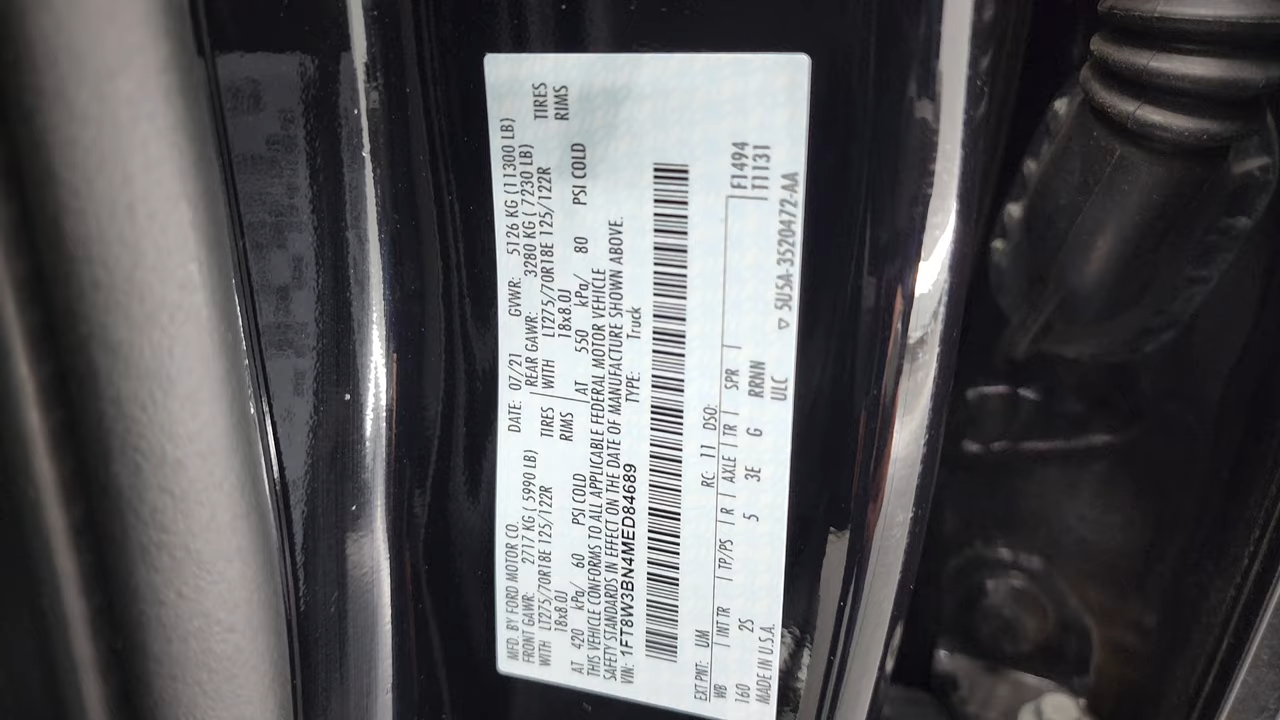 MFD. BY FORD MOTOR CO. DATE: 07/21 GVWR: 5126 KG (11300 LB)
FRONT GAWR: 2717 KG ( 5990 LB) REAR GAWR: 3280 KG ( 7230 LB)
WITH LT275/70R18E 125/122R TIRES WITH LT275/70R18E 125/122R TIRES
18x8.0J RIMS 18x8.0J RIMS
AT 420 kPa/ 60 PSI COLD AT 550 kPa/ 80 PSI COLD
THIS VEHICLE CONFORMS TO ALL APPLICABLE FEDERAL MOTOR VEHICLE
SAFETY STANDARDS IN EFFECT ON THE DATE OF MANUFACTURE SHOWN ABOVE.
VIN: 1FT8W3BN4MED84689 TYPE: Truck
EXT PNT: UM RC: 11 DSO:
WB | INT TR | TP/PS | R | AXLE | TR | SPR | F1494
160 2S 5 3E G RRNN T1131
MADE IN U.S.A. ULC ▽ 5U5A-3520472-AA